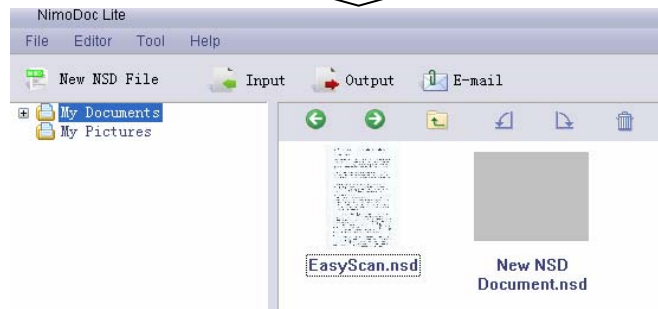 NimoDoc Lite
File Editor Tool Help
New NSD File Input Output E-mail
My Documents
My Pictures
EasyScan.nsd
New NSD
Document.nsd